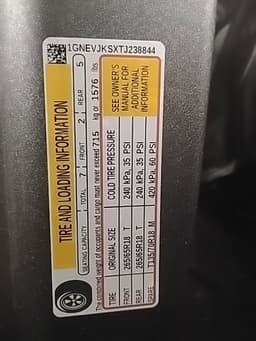 1GNEVJKSXTJ238844
TIRE AND LOADING INFORMATION
SEATING CAPACITY TOTAL 7 FRONT 2 REAR 5
The combined weight of occupants and cargo must never exceed 715 kg or 1576 lbs
TIRE ORIGINAL SIZE COLD TIRE PRESSURE
FRONT 265/65R18 T 240 kPa, 35 PSI
REAR 265/65R18 T 240 kPa, 35 PSI
SPARE T135/70R18 M 420 kPa, 60 PSI
SEE OWNER'S
MANUAL FOR
ADDITIONAL
INFORMATION